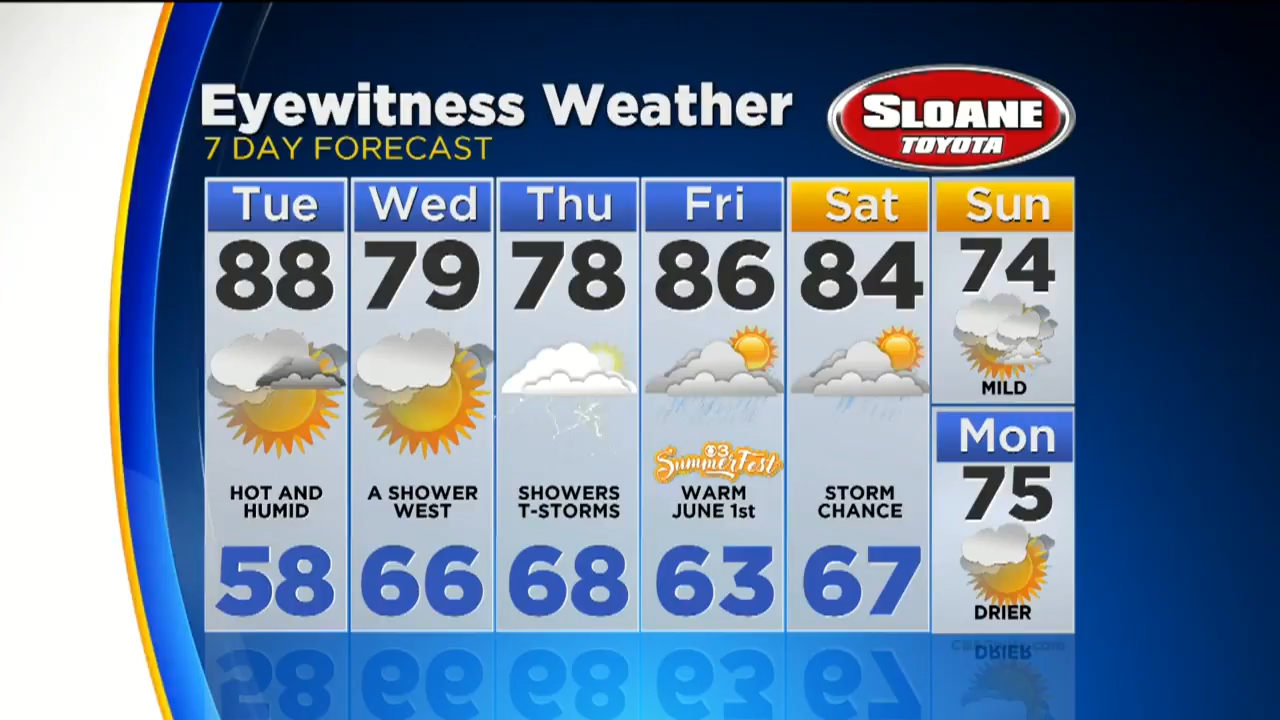 Eyewitness Weather
7 DAY FORECAST
SLOANE
TOYOTA
Tue
88
HOT AND
HUMID
58
Wed
79
A SHOWER
WEST
66
Thu
78
SHOWERS
T-STORMS
68
Fri
86
3
SummerFest
WARM
JUNE 1st
63
Sat
84
STORM
CHANCE
67
Sun
74
MILD
Mon
75
DRIER